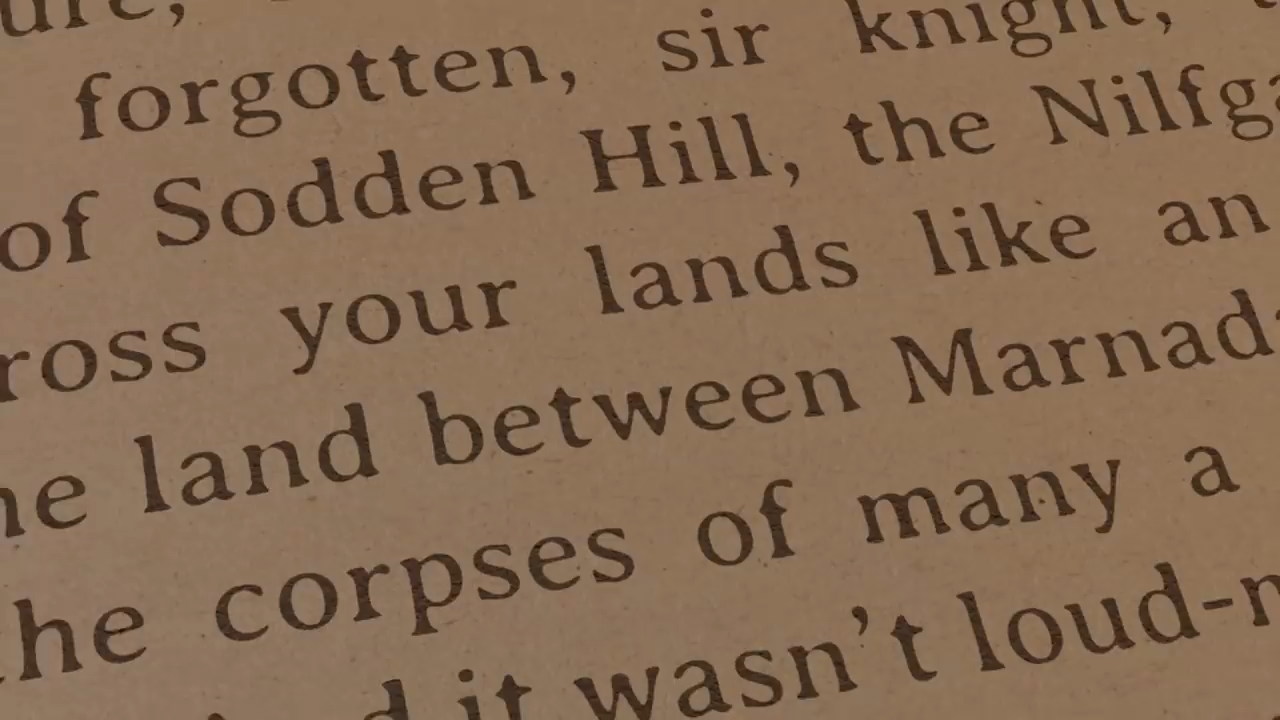 forgotten, sir knight,
of Sodden Hill, the Nilfga
ross your lands like an
he land between Marnad
the corpses of many a
it wasn't loud-